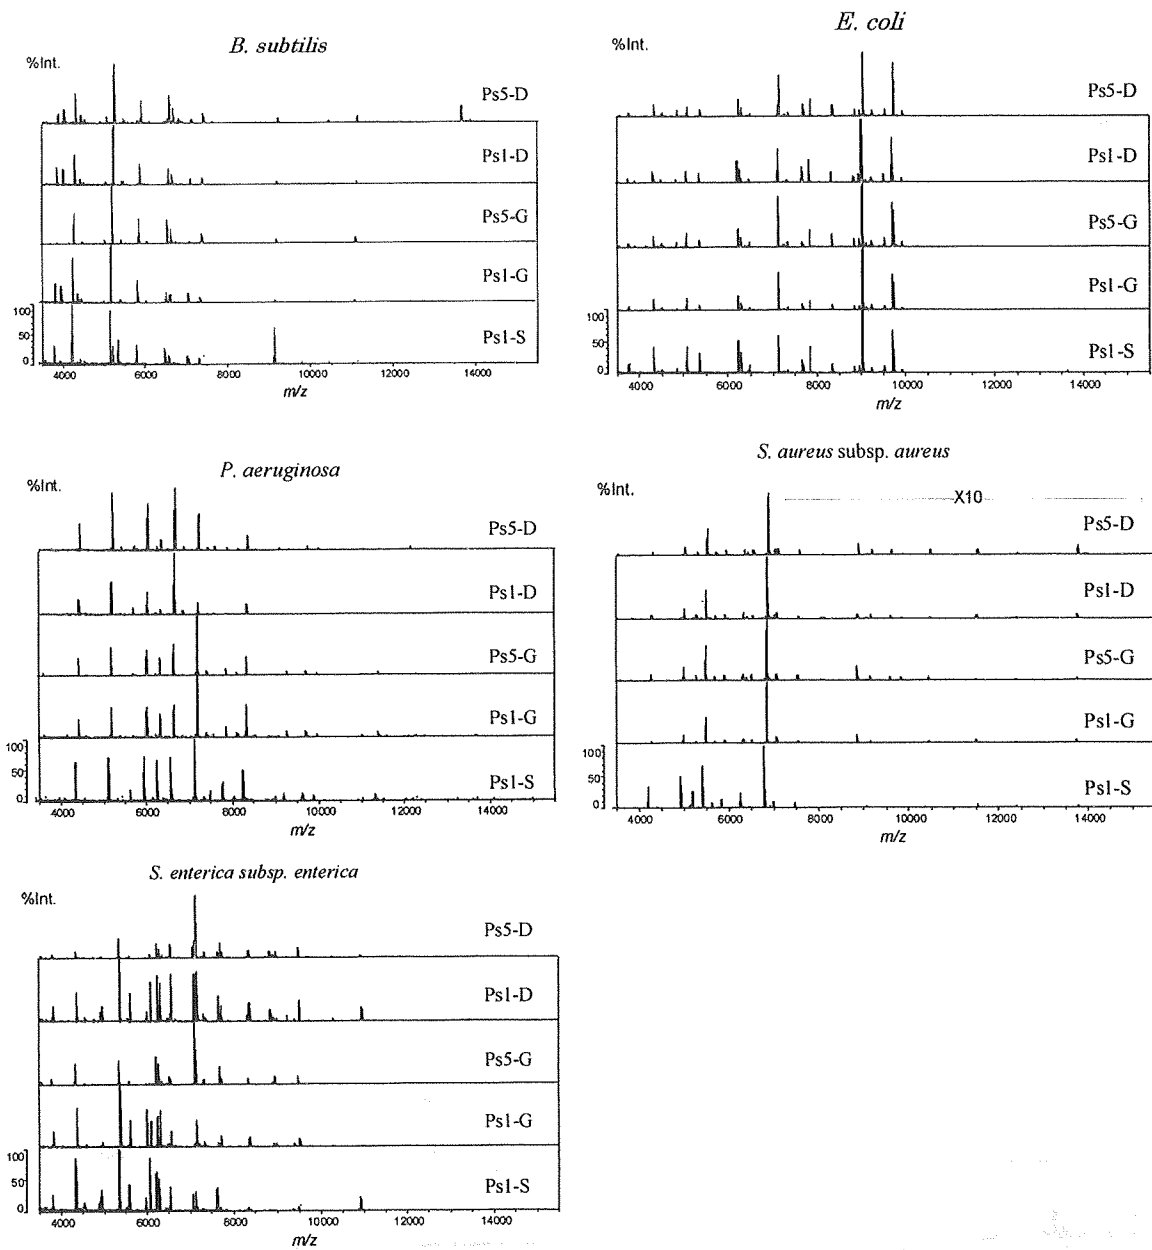 B. subtilis
%Int.
Ps5-D
Ps1-D
Ps5-G
Ps1-G
Ps1-S
100
50
0
4000 6000 8000 10000 12000 14000
m/z
E. coli
%Int.
Ps5-D
Ps1-D
Ps5-G
Ps1-G
Ps1-S
100
50
0
4000 6000 8000 10000 12000 14000
m/z
P. aeruginosa
%Int.
Ps5-D
Ps1-D
Ps5-G
Ps1-G
Ps1-S
100
50
0
4000 6000 8000 10000 12000 14000
m/z
S. aureus subsp. aureus
%Int.
X10
Ps5-D
Ps1-D
Ps5-G
Ps1-G
Ps1-S
100
50
0
4000 6000 8000 10000 12000 14000
m/z
S. enterica subsp. enterica
%Int.
Ps5-D
Ps1-D
Ps5-G
Ps1-G
Ps1-S
100
50
0
4000 6000 8000 10000 12000 14000
m/z